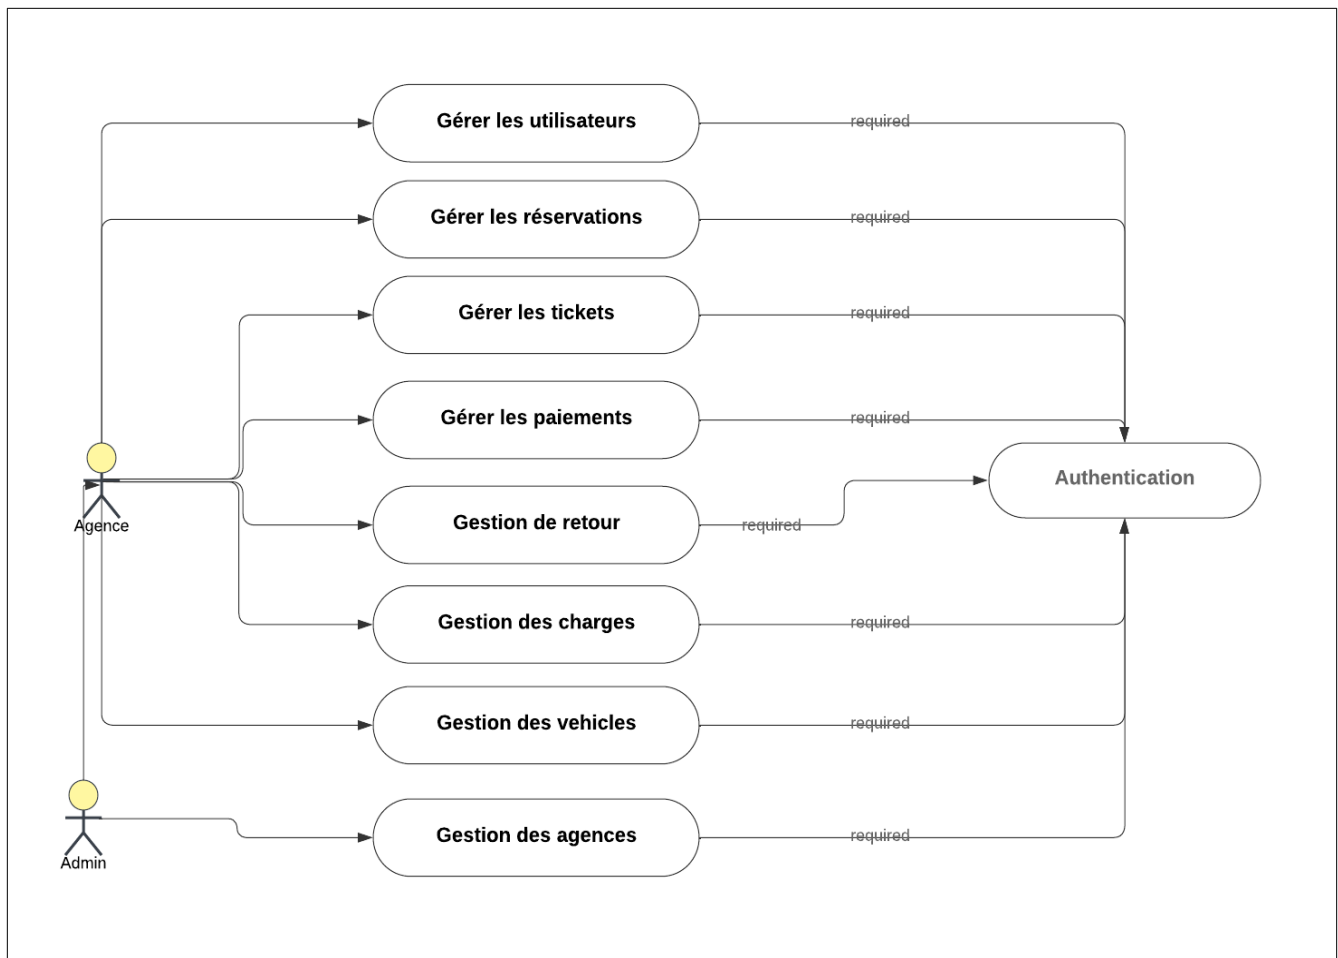 Gérer les utilisateurs
required
Gérer les réservations
required
Gérer les tickets
required
Gérer les paiements
required
Authentication
Agence
Gestion de retour
required
Gestion des charges
required
Gestion des vehicles
required
Gestion des agences
required
Admin